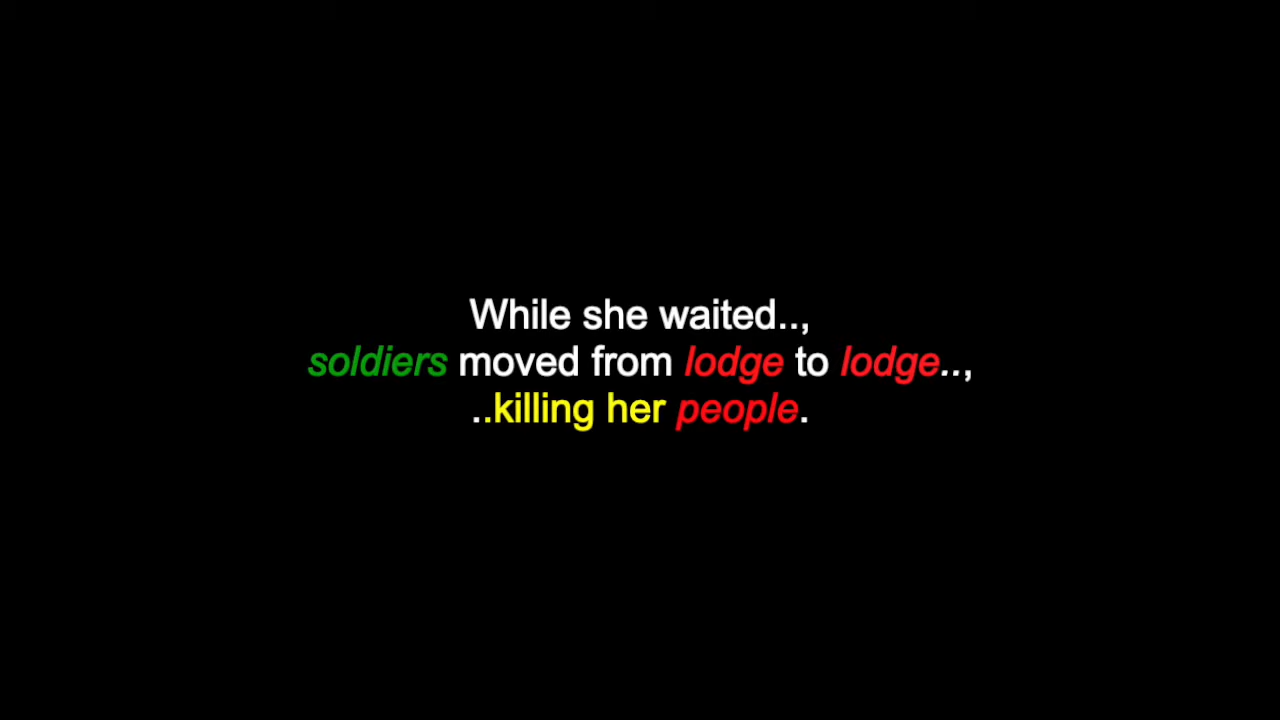 While she waited..,
soldiers moved from lodge to lodge..,
..killing her people.